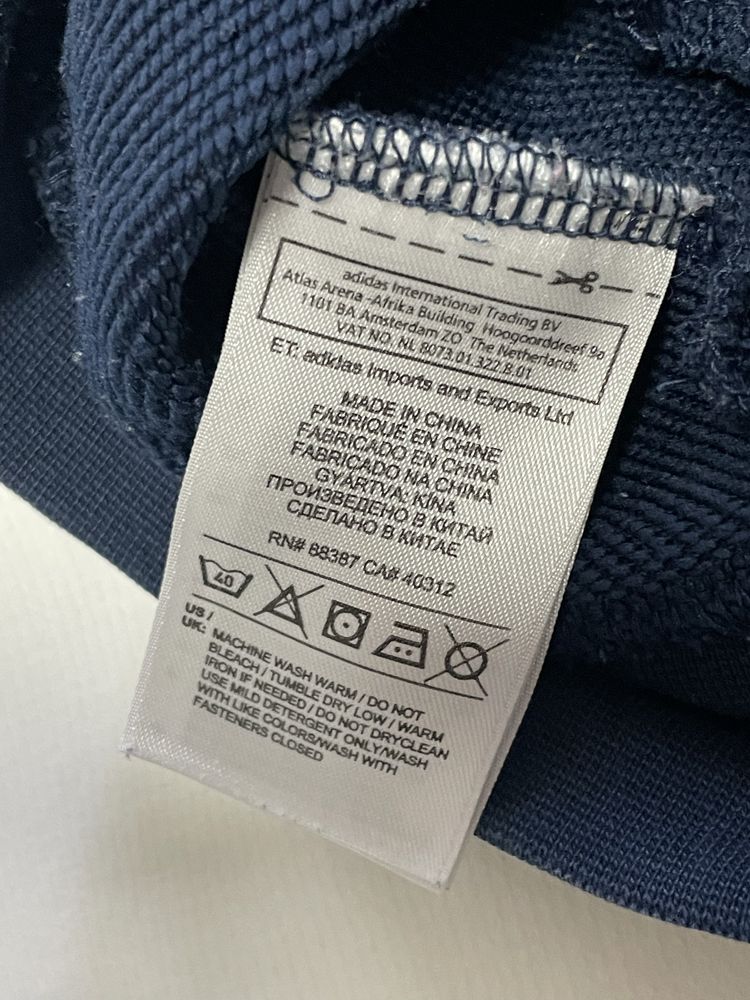 adidas International Trading BV
Atlas Arena -Afrika Building Hoogoorddreef 9a
1101 BA Amsterdam ZO The Netherlands
VAT NO. NL 8073.01.327.B.01
ET: adidas Imports and Exports Ltd
MADE IN CHINA
FABRIQUÉ EN CHINE
FABRICADO EN CHINA
FABRICADO NA CHINA
GYÁRTVA: KÍNA
ПРОИЗВЕДЕНО В КИТАЙ
СДЕЛАНО В КИТАЕ
RN# 88387 CA# 40312
40
US /
UK: MACHINE WASH WARM / DO NOT
BLEACH / TUMBLE DRY LOW / WARM
IRON IF NEEDED / DO NOT DRYCLEAN
USE MILD DETERGENT ONLY/WASH
WITH LIKE COLORS/WASH WITH
FASTENERS CLOSED